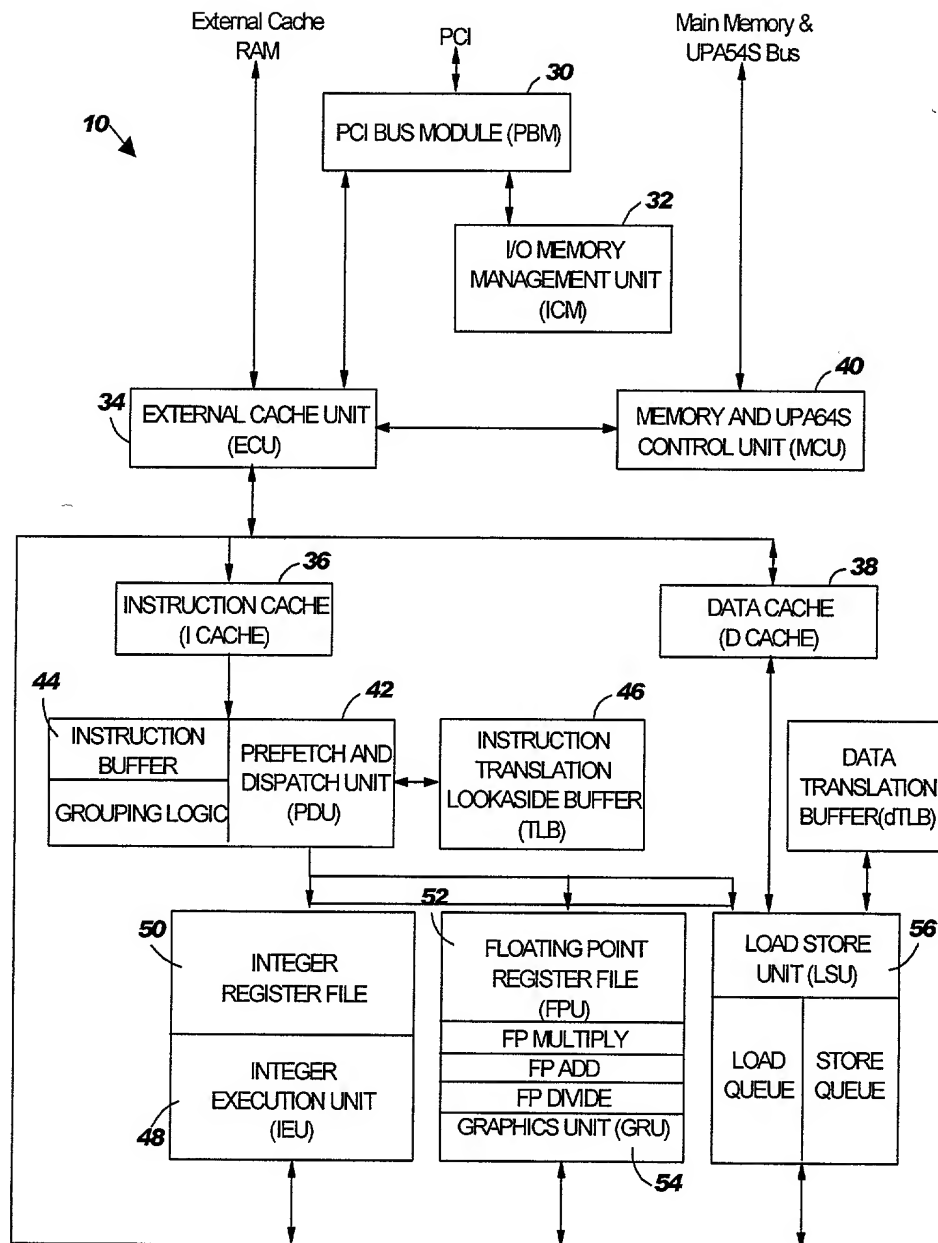 External Cache
RAM
PCI
Main Memory &
UPA54S Bus
10
30
PCI BUS MODULE (PBM)
32
I/O MEMORY
MANAGEMENT UNIT
(ICM)
34
EXTERNAL CACHE UNIT
(ECU)
40
MEMORY AND UPA64S
CONTROL UNIT (MCU)
36
INSTRUCTION CACHE
(I CACHE)
38
DATA CACHE
(D CACHE)
44
INSTRUCTION
BUFFER
GROUPING LOGIC
42
PREFETCH AND
DISPATCH UNIT
(PDU)
46
INSTRUCTION
TRANSLATION
LOOKASIDE BUFFER
(TLB)
DATA
TRANSLATION
BUFFER(dTLB)
50
INTEGER
REGISTER FILE
INTEGER
EXECUTION UNIT
(IEU)
48
52
FLOATING POINT
REGISTER FILE
(FPU)
FP MULTIPLY
FP ADD
FP DIVIDE
GRAPHICS UNIT (GRU)
54
LOAD STORE
UNIT (LSU)
56
LOAD
QUEUE
STORE
QUEUE